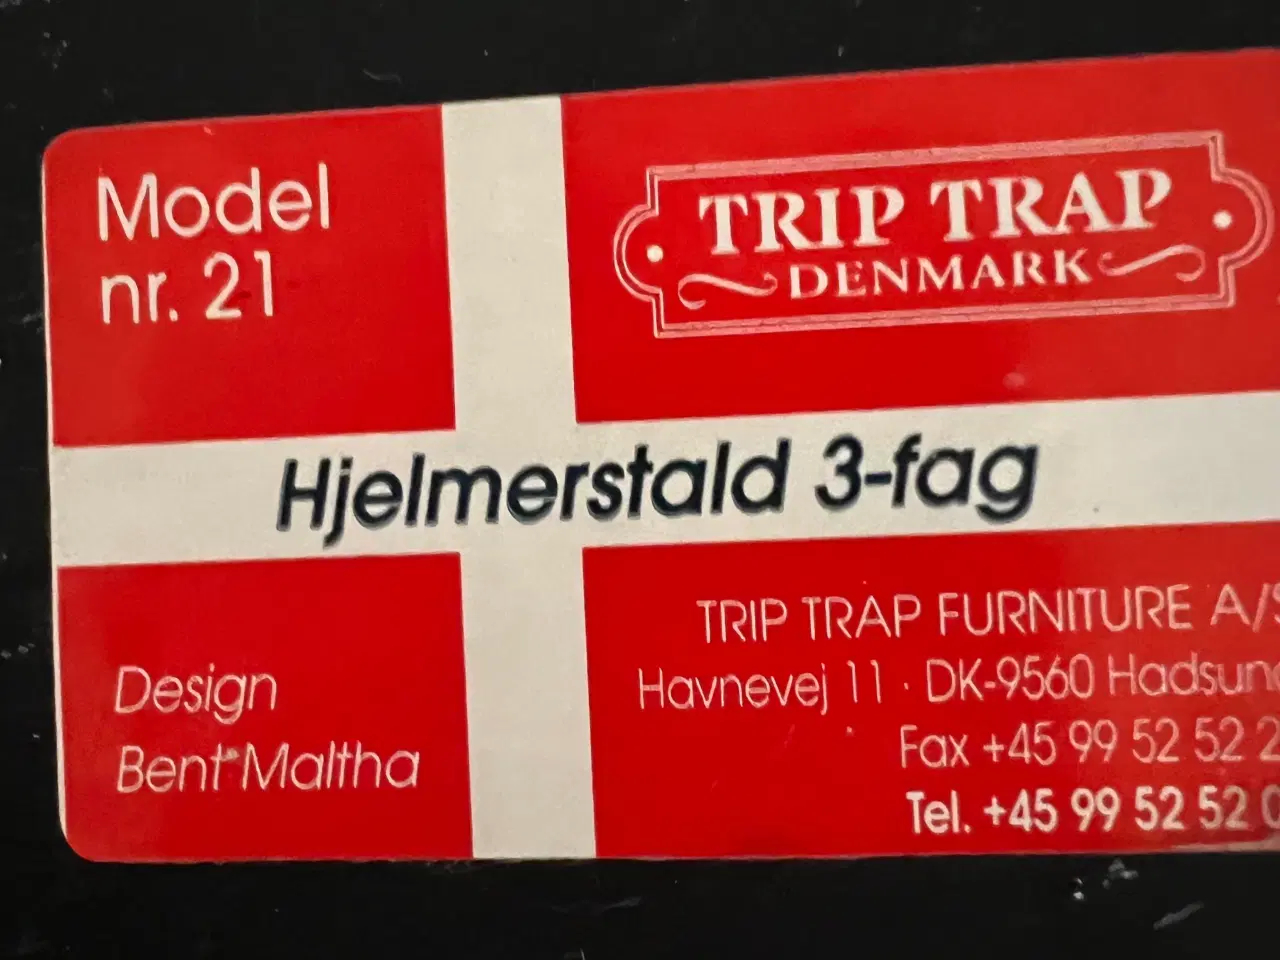 Model
nr. 21
TRIP TRAP
DENMARK
Hjelmerstald 3-fag
Design
Bent Maltha
TRIP TRAP FURNITURE A/S
Havnevej 11 · DK-9560
Fax +45 99 52 52
Tel. +45 99 52 52